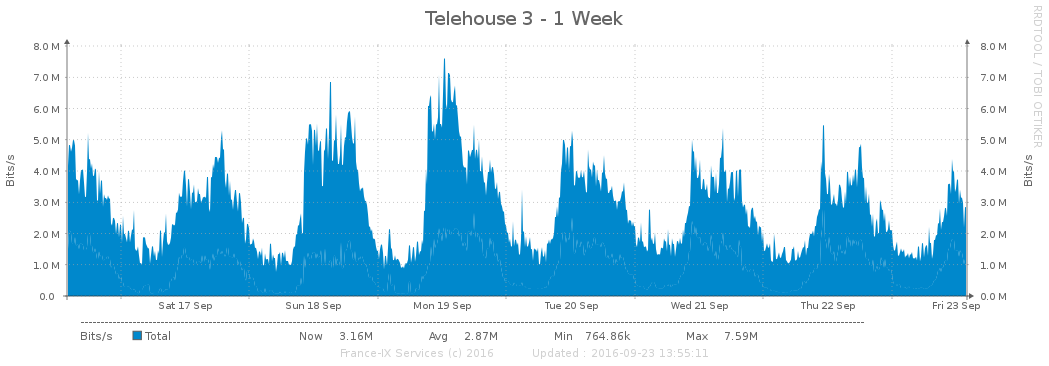 Telehouse 3 - 1 Week
RRDTOOL / TOBI OETIKER
Bits/s
8.0 M
7.0 M
6.0 M
5.0 M
4.0 M
3.0 M
2.0 M
1.0 M
0.0
8.0 M
7.0 M
6.0 M
5.0 M
4.0 M
3.0 M
2.0 M
1.0 M
0.0 M
Bits/s
Sat 17 Sep Sun 18 Sep Mon 19 Sep Tue 20 Sep Wed 21 Sep Thu 22 Sep Fri 23 Sep
Bits/s Total Now 3.16M Avg 2.87M Min 764.86k Max 7.59M
France-IX Services (c) 2016 Updated : 2016-09-23 13:55:11